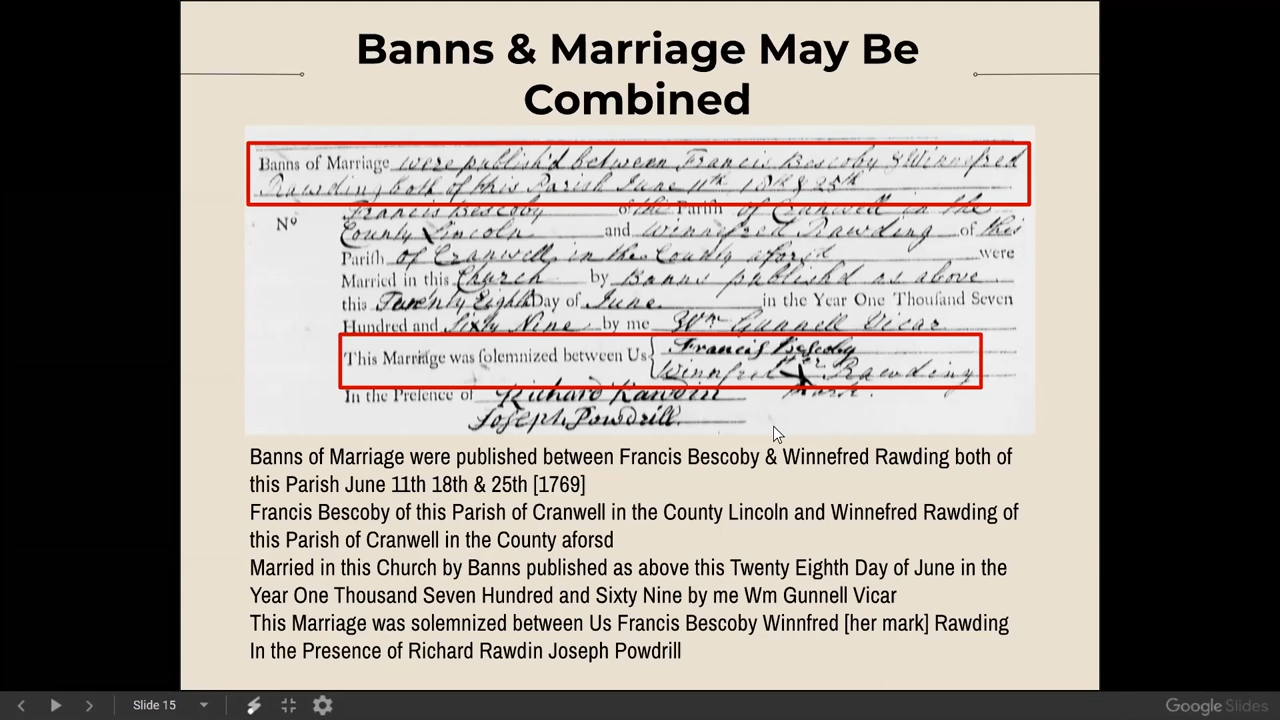 Banns & Marriage May Be
Combined
Banns of Marriage were publish'd between Francis Bescoby & Winnefred
Rawding both of this Parish June 11th 18th & 25th
Francis Bescoby of the Parish of Cranwell in the
No
County Lincoln and Winnefred Rawding of this
Parish of Cranwell in the County aforsd were
Married in this Church by Banns publish'd as above
this Twenty Eighth Day of June in the Year One Thousand Seven
Hundred and Sixty Nine by me Wm Gunnell Vicar
This Marriage was solemnized between Us Francis Bescoby
Winnfred X her Rawding
In the Presence of Richard Rawdin mark.
Joseph Powdrill
Banns of Marriage were published between Francis Bescoby & Winnefred Rawding both of
this Parish June 11th 18th & 25th [1769]
Francis Bescoby of this Parish of Cranwell in the County Lincoln and Winnefred Rawding of
this Parish of Cranwell in the County aforsd
Married in this Church by Banns published as above this Twenty Eighth Day of June in the
Year One Thousand Seven Hundred and Sixty Nine by me Wm Gunnell Vicar
This Marriage was solemnized between Us Francis Bescoby Winnfred [her mark] Rawding
In the Presence of Richard Rawdin Joseph Powdrill
Slide 15
Google Slides